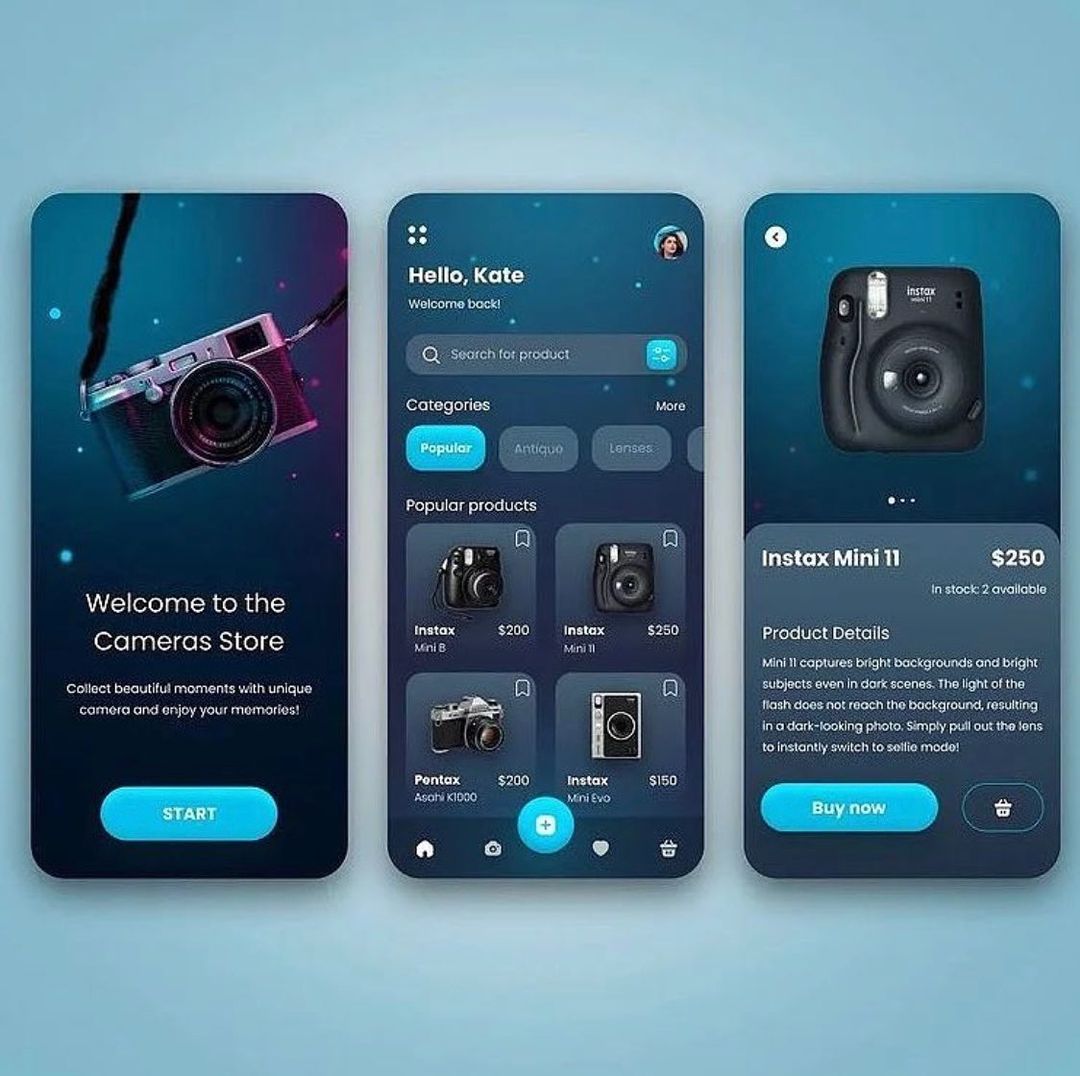 Welcome to the
Cameras Store
Collect beautiful moments with unique
camera and enjoy your memories!
START
Hello, Kate
Welcome back!
Search for product
Categories
More
Popular
Antique
Lenses
Popular products
Instax $200
Mini B
Instax $250
Mini 11
Pentax $200
Asahi K1000
Instax $150
Mini Evo
instax
mini 11
Instax Mini 11 $250
In stock: 2 available
Product Details
Mini 11 captures bright backgrounds and bright
subjects even in dark scenes. The light of the
flash does not reach the background, resulting
in a dark-looking photo. Simply pull out the lens
to instantly switch to selfie mode!
Buy now